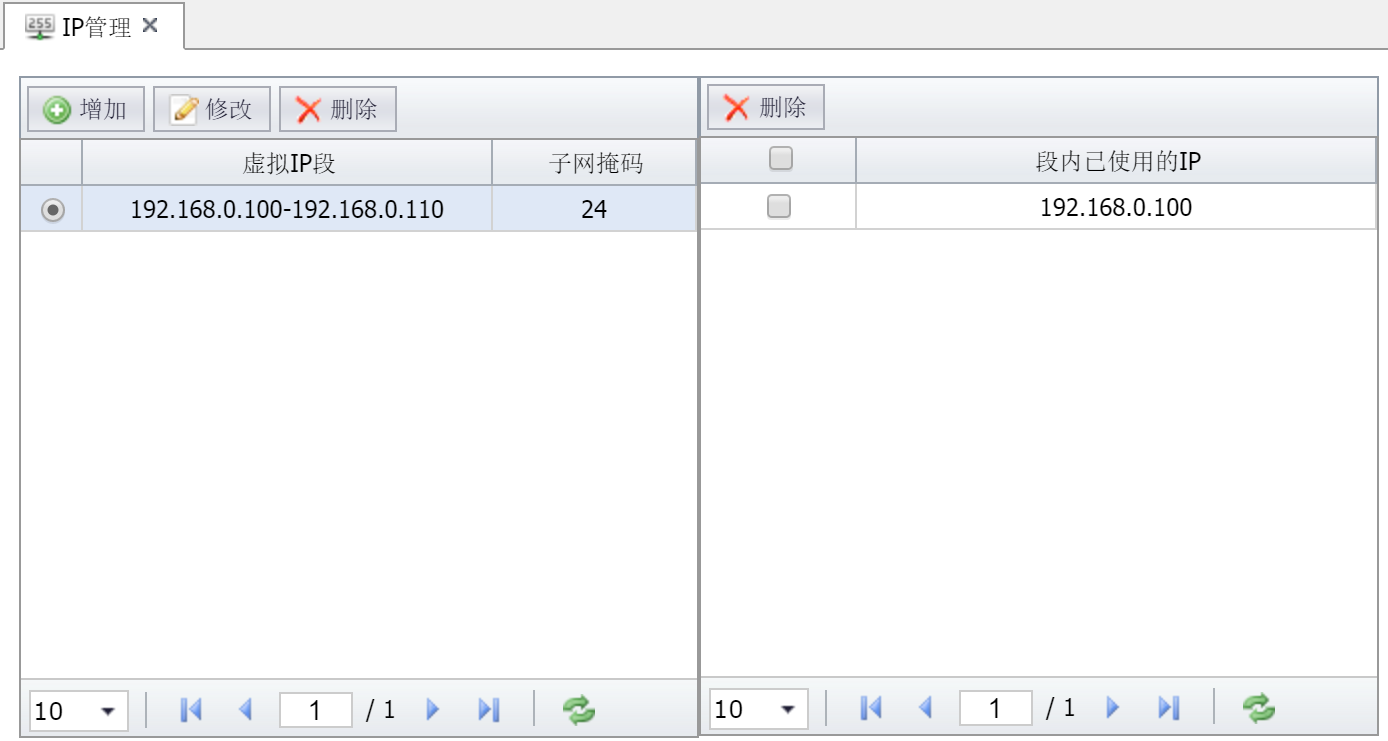 255 IP管理
增加 修改 删除
虚拟IP段 子网掩码
192.168.0.100-192.168.0.110 24
10 1 / 1
删除
段内已使用的IP
192.168.0.100
10 1 / 1